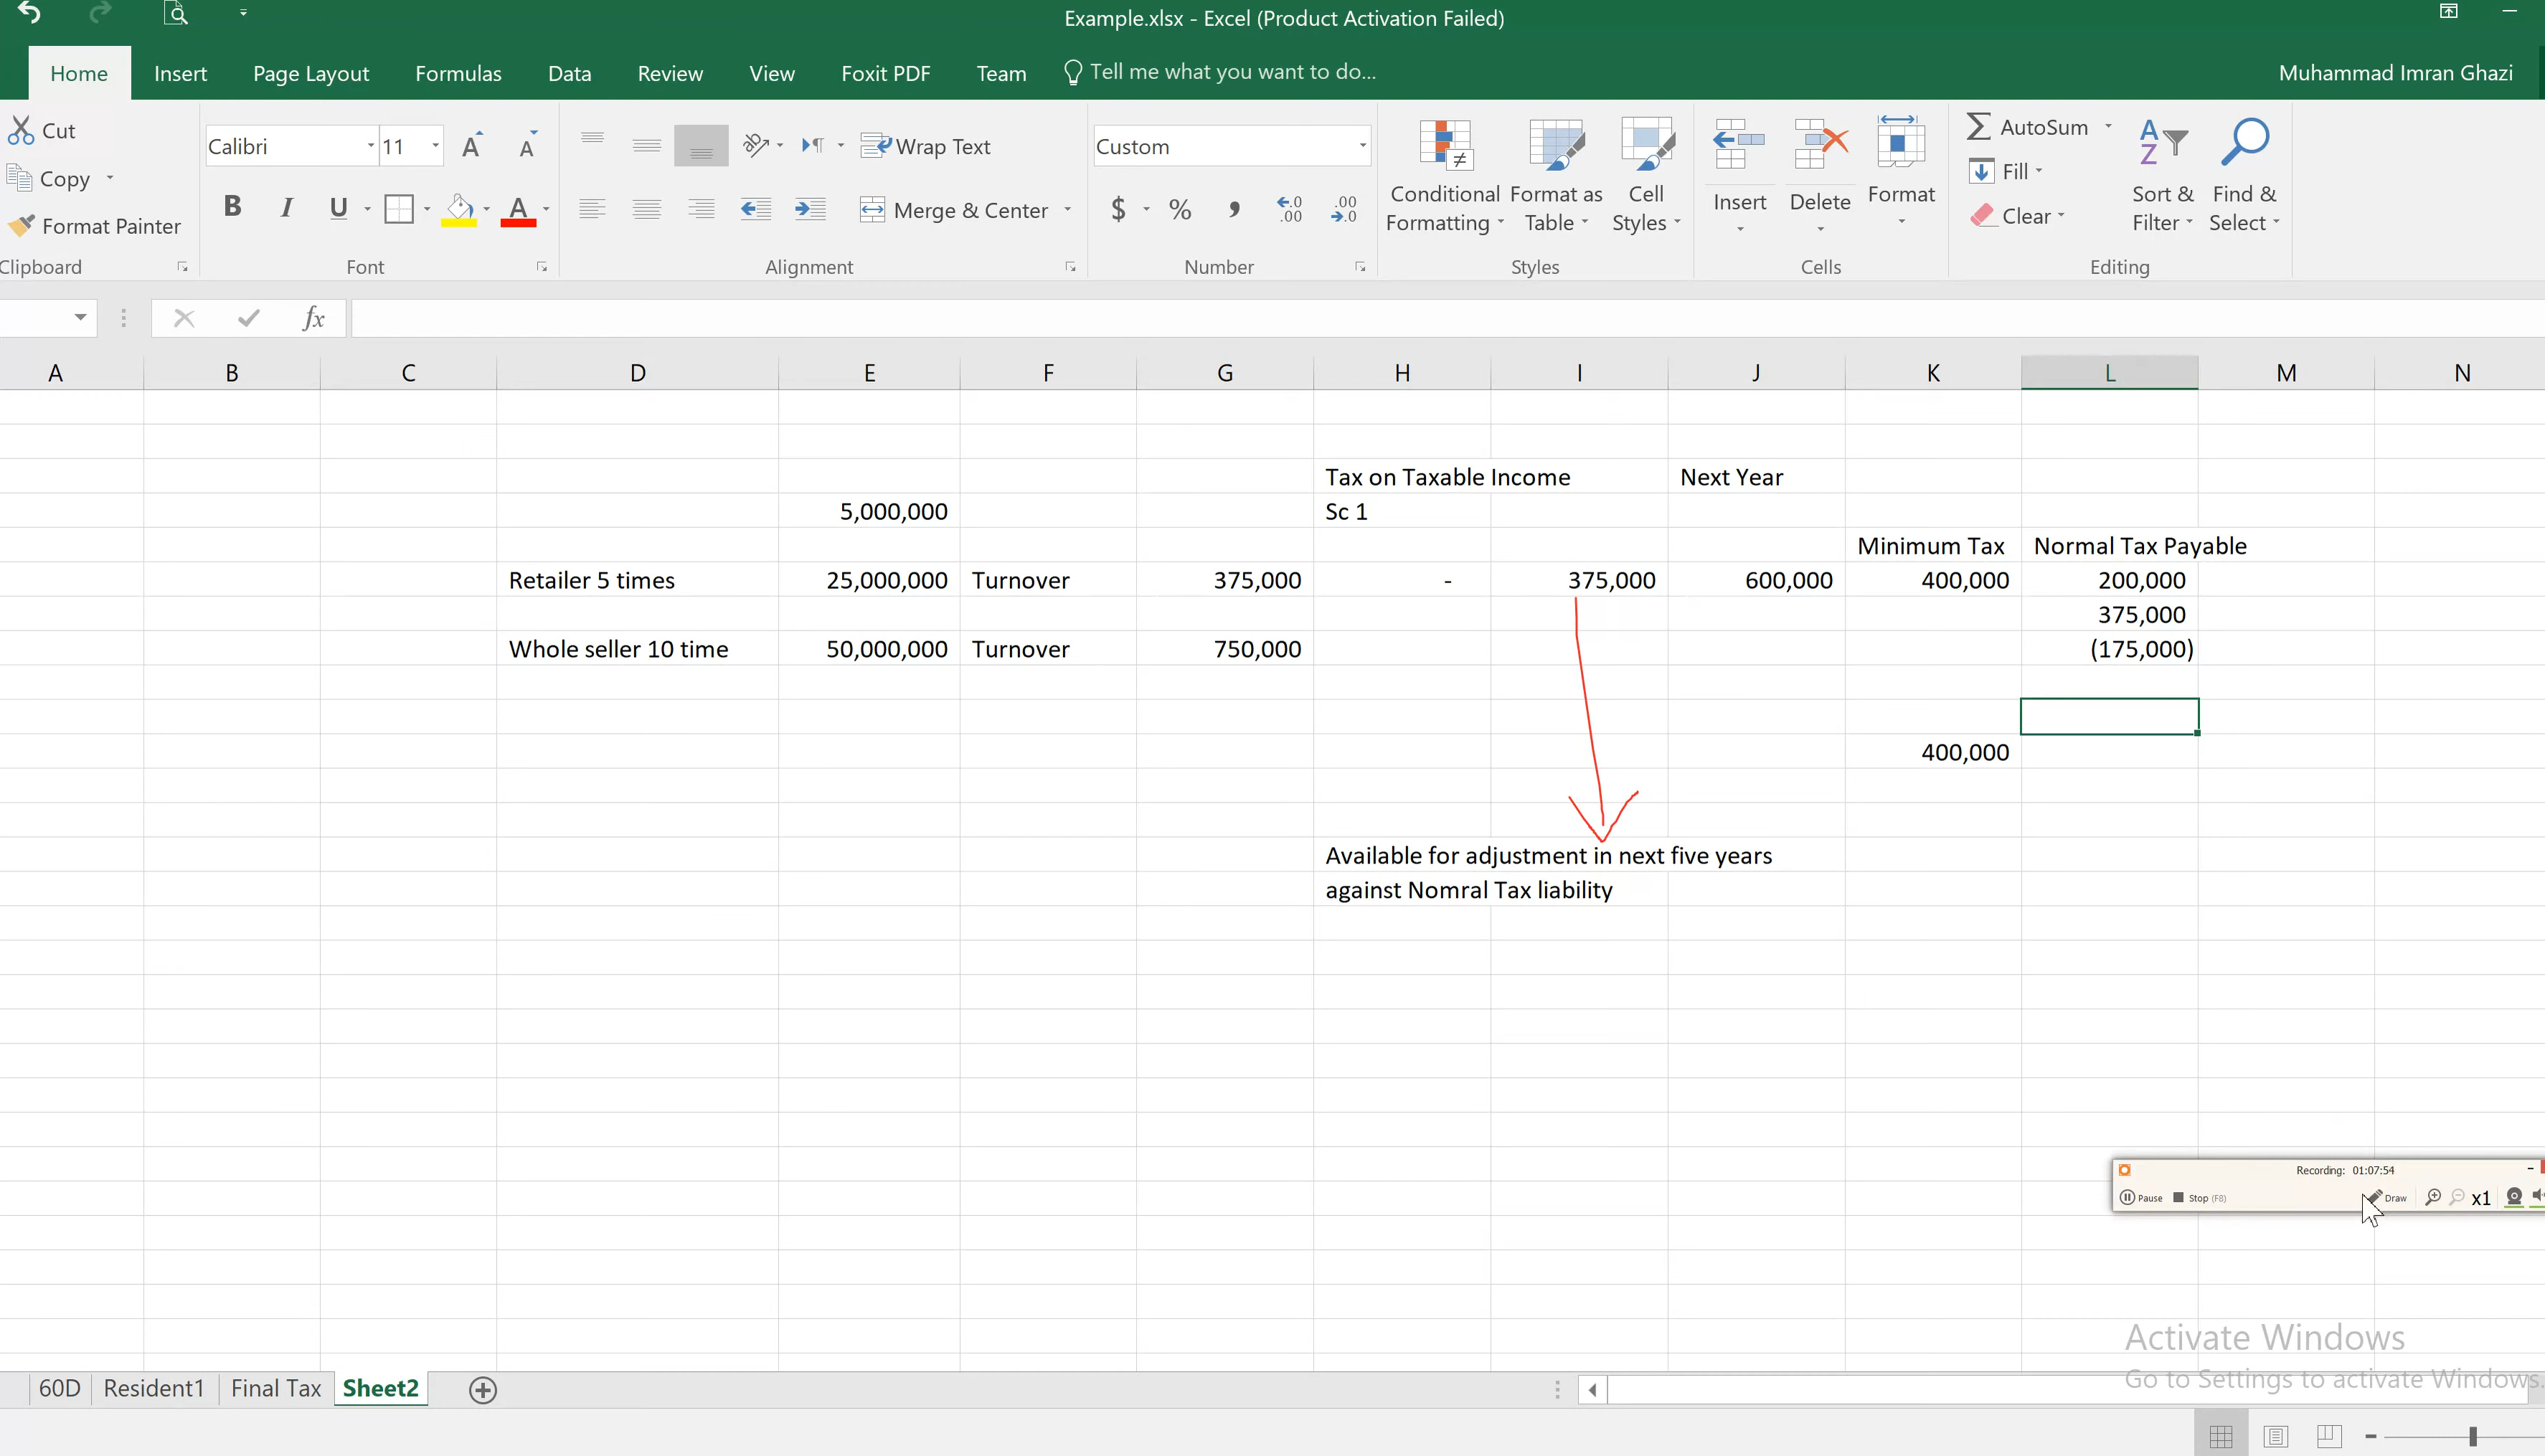 Example.xlsx - Excel (Product Activation Failed)
Home Insert Page Layout Formulas Data Review View Foxit PDF Team Tell me what you want to do... Muhammad Imran Ghazi
Cut
Copy
Format Painter
Clipboard
Calibri 11
B I U A
Font
Wrap Text
Merge & Center
Alignment
Custom
$ % , .0 .00 .00 .0
Number
Conditional Formatting
Format as Table
Cell Styles
Styles
Insert
Delete
Format
Cells
AutoSum
Fill
Clear
Sort & Filter
Find & Select
Editing
fx
A B C D E F G H I J K L M N
Tax on Taxable Income Next Year
5,000,000 Sc 1
Minimum Tax Normal Tax Payable
Retailer 5 times 25,000,000 Turnover 375,000 - 375,000 600,000 400,000 200,000
375,000
Whole seller 10 time 50,000,000 Turnover 750,000 (175,000)
400,000
Available for adjustment in next five years
against Nomral Tax liability
Recording: 01:07:54
Pause Stop (F8) Draw x1
Activate Windows
Go to Settings to activate Windows.
60D Resident1 Final Tax Sheet2